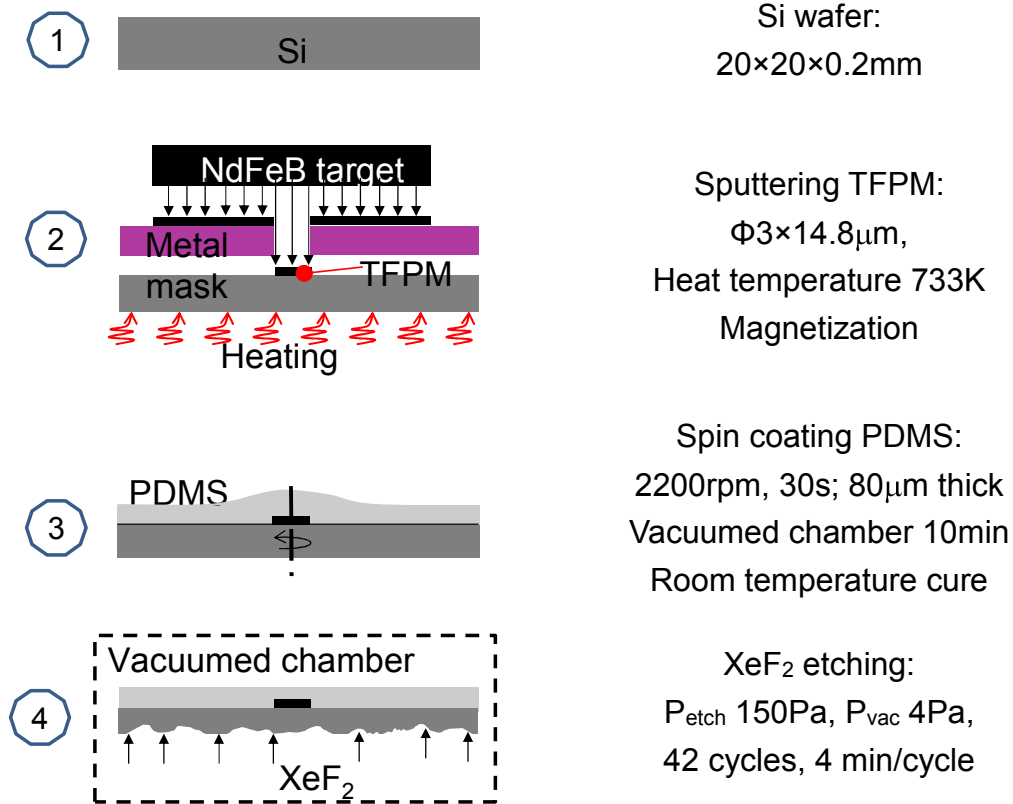 1
Si
Si wafer:
20×20×0.2mm
2
NdFeB target
Metal
mask
TFPM
Heating
Sputtering TFPM:
Φ3×14.8μm,
Heat temperature 733K
Magnetization
3
PDMS
Spin coating PDMS:
2200rpm, 30s; 80μm thick
Vacuumed chamber 10min
Room temperature cure
4
Vacuumed chamber
XeF₂
XeF₂ etching:
Pₑₜcₕ 150Pa, Pᵥₐc 4Pa,
42 cycles, 4 min/cycle